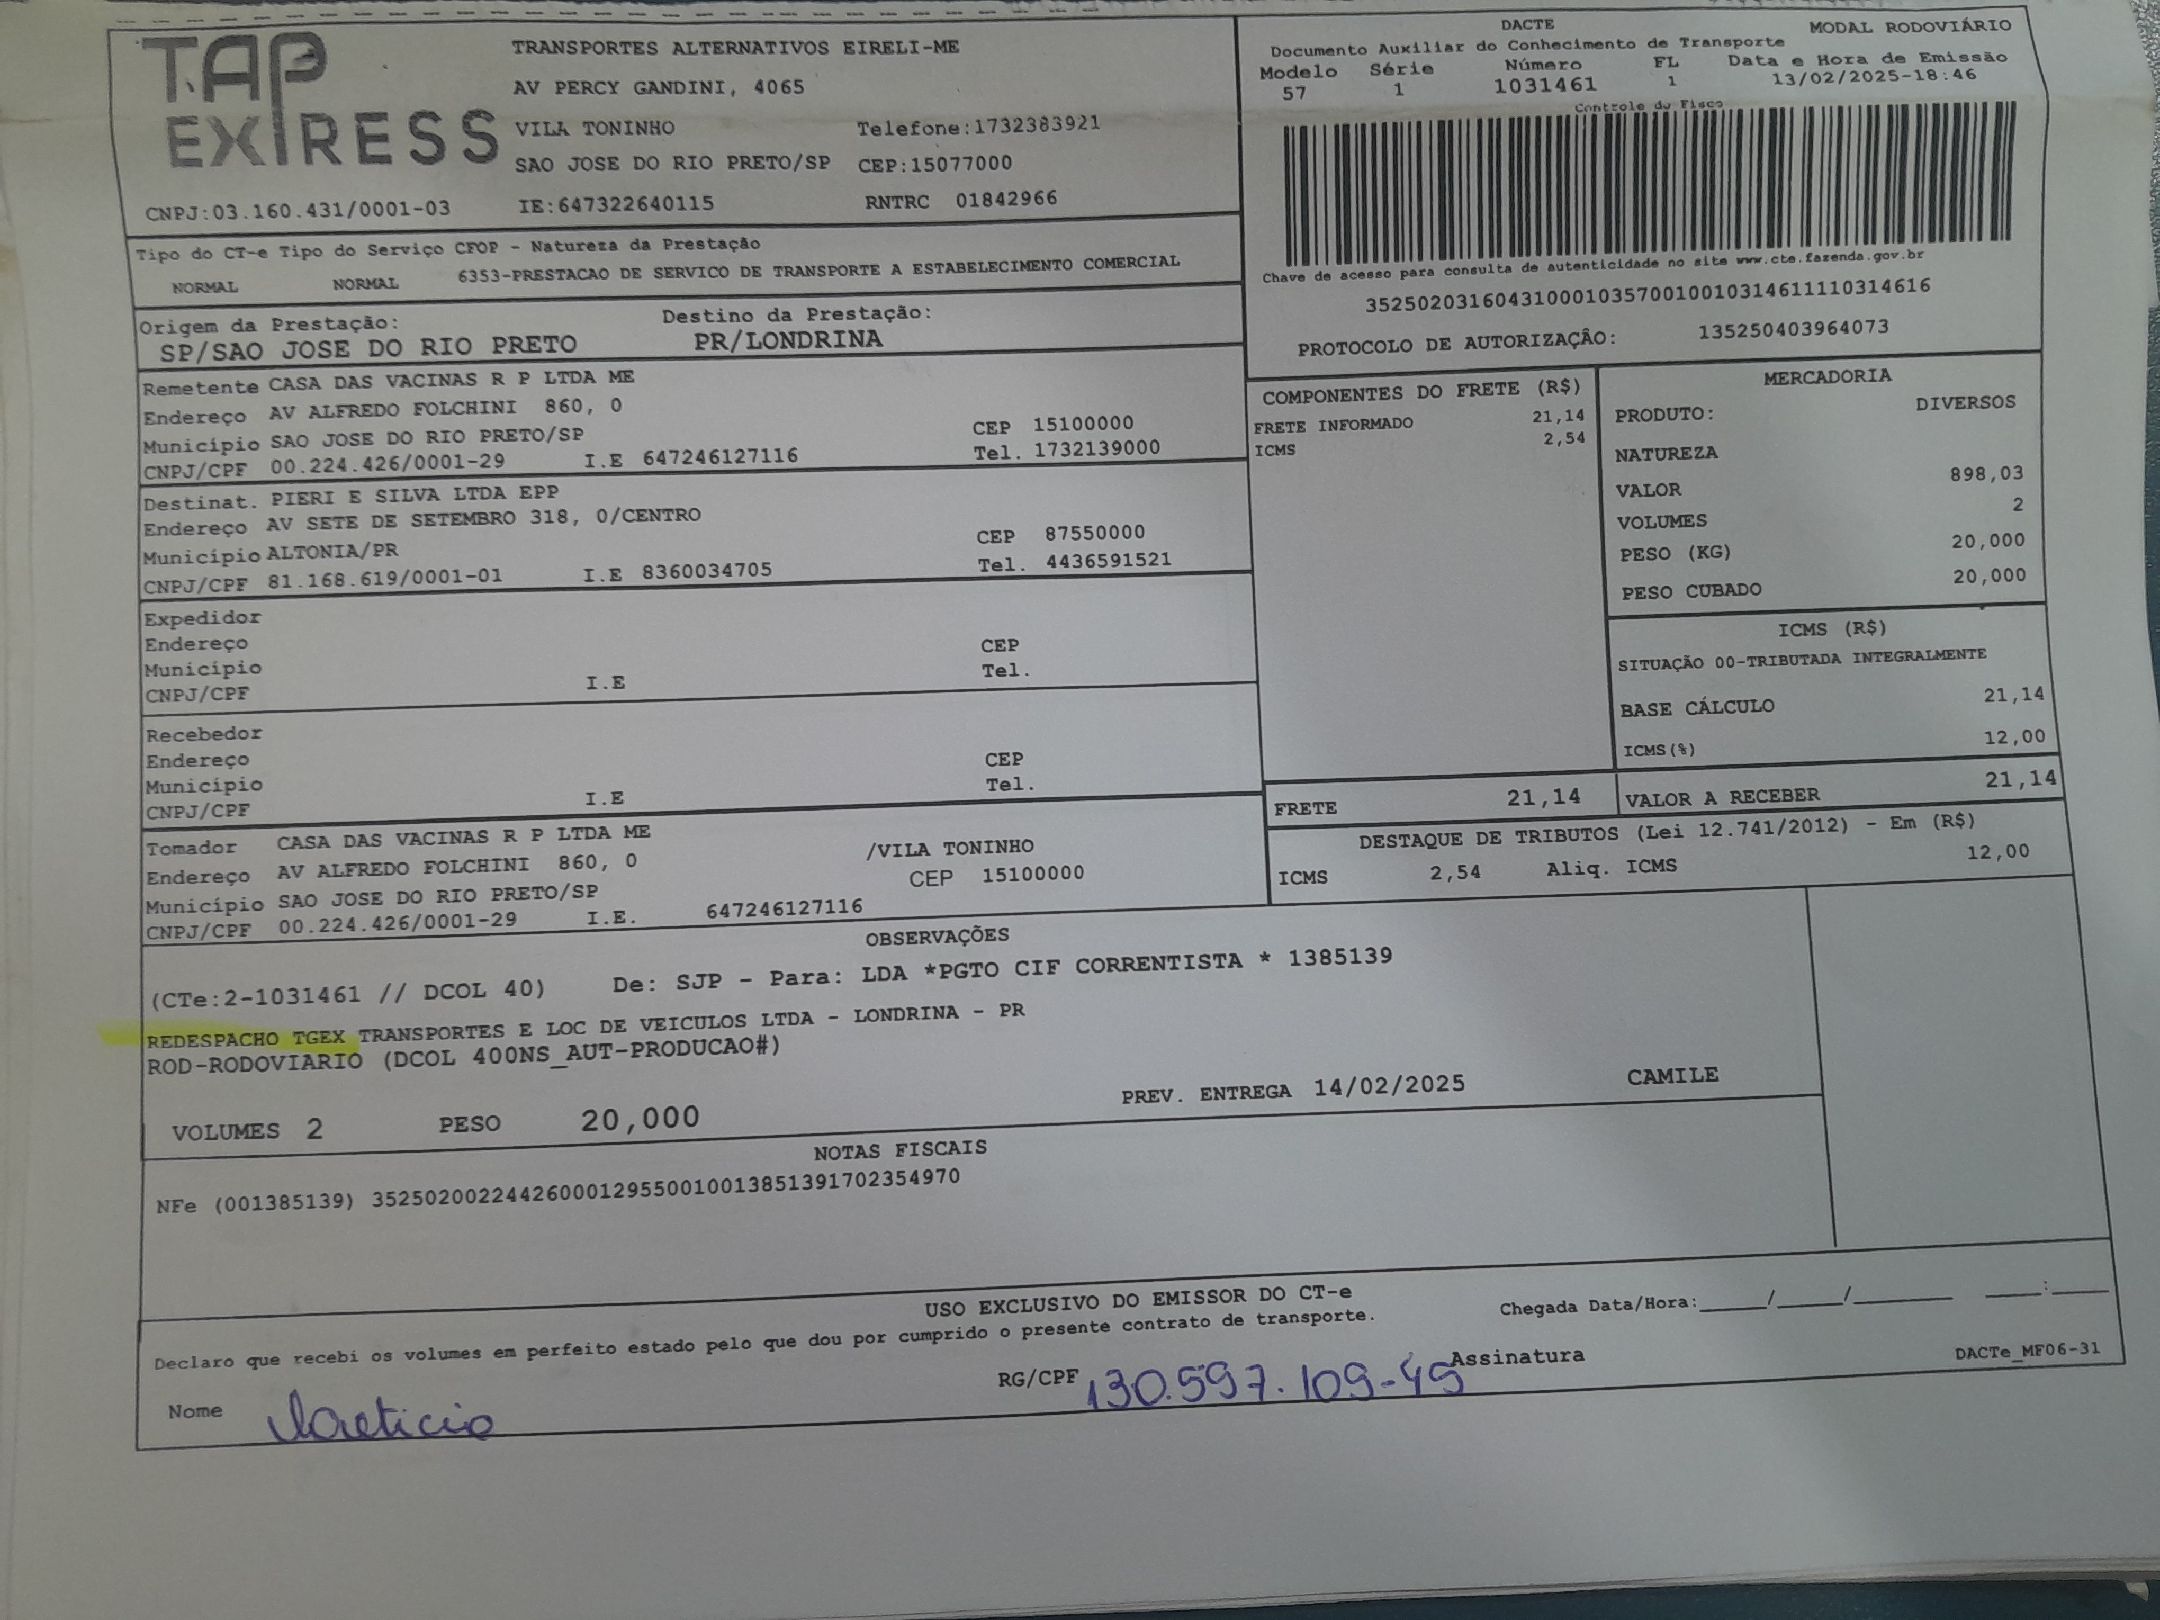 TAP EXPRESS
TRANSPORTES ALTERNATIVOS EIRELI-ME
AV PERCY GANDINI, 4065
VILA TONINHO Telefone:1732383921
SAO JOSE DO RIO PRETO/SP CEP:15077000
CNPJ:03.160.431/0001-03 IE:647322640115 RNTRC 01842966
DACTE MODAL RODOVIÁRIO
Documento Auxiliar do Conhecimento de Transporte
Modelo Série Número FL Data e Hora de Emissão
57 1 1031461 1 13/02/2025-18:46
Controle do Fisco
Chave de acesso para consulta de autenticidade no site www.cte.fazenda.gov.br
35250203160431000103570010010314611110314616
PROTOCOLO DE AUTORIZAÇÂO: 135250403964073
Tipo do CT-e Tipo do Serviço CFOP - Natureza da Prestação
NORMAL NORMAL 6353-PRESTACAO DE SERVICO DE TRANSPORTE A ESTABELECIMENTO COMERCIAL
Origem da Prestação: Destino da Prestação:
SP/SAO JOSE DO RIO PRETO PR/LONDRINA
Remetente CASA DAS VACINAS R P LTDA ME
Endereço AV ALFREDO FOLCHINI 860, 0
Município SAO JOSE DO RIO PRETO/SP CEP 15100000
CNPJ/CPF 00.224.426/0001-29 I.E 647246127116 Tel. 1732139000
Destinat. PIERI E SILVA LTDA EPP
Endereço AV SETE DE SETEMBRO 318, 0/CENTRO
Município ALTONIA/PR CEP 87550000
CNPJ/CPF 81.168.619/0001-01 I.E 8360034705 Tel. 4436591521
Expedidor
Endereço
Município CEP
CNPJ/CPF I.E Tel.
Recebedor
Endereço
Município CEP
CNPJ/CPF I.E Tel.
Tomador CASA DAS VACINAS R P LTDA ME
Endereço AV ALFREDO FOLCHINI 860, 0 /VILA TONINHO
Município SAO JOSE DO RIO PRETO/SP CEP 15100000
CNPJ/CPF 00.224.426/0001-29 I.E. 647246127116
COMPONENTES DO FRETE (R$)
FRETE INFORMADO 21,14
ICMS 2,54
MERCADORIA
PRODUTO: DIVERSOS
NATUREZA
VALOR 898,03
VOLUMES 2
PESO (KG) 20,000
PESO CUBADO 20,000
ICMS (R$)
SITUAÇÃO 00-TRIBUTADA INTEGRALMENTE
BASE CÁLCULO 21,14
ICMS(%) 12,00
FRETE 21,14 VALOR A RECEBER 21,14
DESTAQUE DE TRIBUTOS (Lei 12.741/2012) - Em (R$)
ICMS 2,54 Aliq. ICMS 12,00
OBSERVAÇÕES
(CTe:2-1031461 // DCOL 40) De: SJP - Para: LDA *PGTO CIF CORRENTISTA * 1385139
REDESPACHO TGEX TRANSPORTES E LOC DE VEICULOS LTDA - LONDRINA - PR
ROD-RODOVIARIO (DCOL 400NS_AUT-PRODUCAO#)
PREV. ENTREGA 14/02/2025 CAMILE
VOLUMES 2 PESO 20,000
NOTAS FISCAIS
NFe (001385139) 35250200224426000129550010013851391702354970
USO EXCLUSIVO DO EMISSOR DO CT-e
Declaro que recebi os volumes em perfeito estado pelo que dou por cumprido o presente contrato de transporte.
Chegada Data/Hora:_____/_____/_______ ____:____
Nome RG/CPF 130.597.109-45 Assinatura DACTe_MF06-31